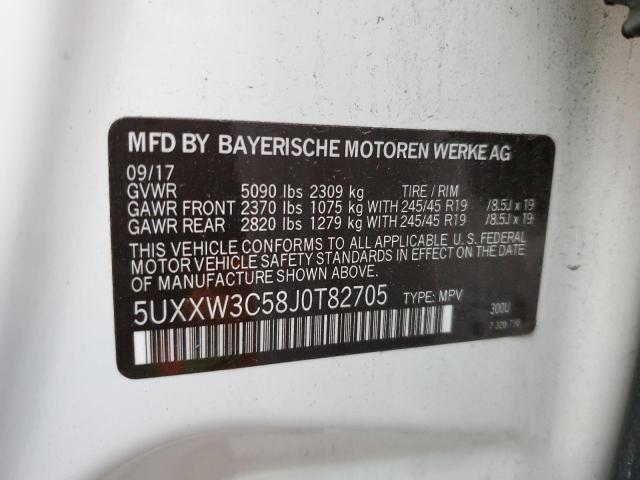 MFD BY BAYERISCHE MOTOREN WERKE AG
09/17
GVWR 5090 lbs 2309 kg TIRE / RIM
GAWR FRONT 2370 lbs 1075 kg WITH 245/45 R19 /8.5J x 19
GAWR REAR 2820 lbs 1279 kg WITH 245/45 R19 /8.5J x 19
THIS VEHICLE CONFORMS TO ALL APPLICABLE U.S. FEDERAL
MOTOR VEHICLE SAFETY STANDARDS IN EFFECT ON THE DATE
OF MANUFACTURE SHOWN ABOVE.
5UXXW3C58J0T82705 TYPE: MPV 300U